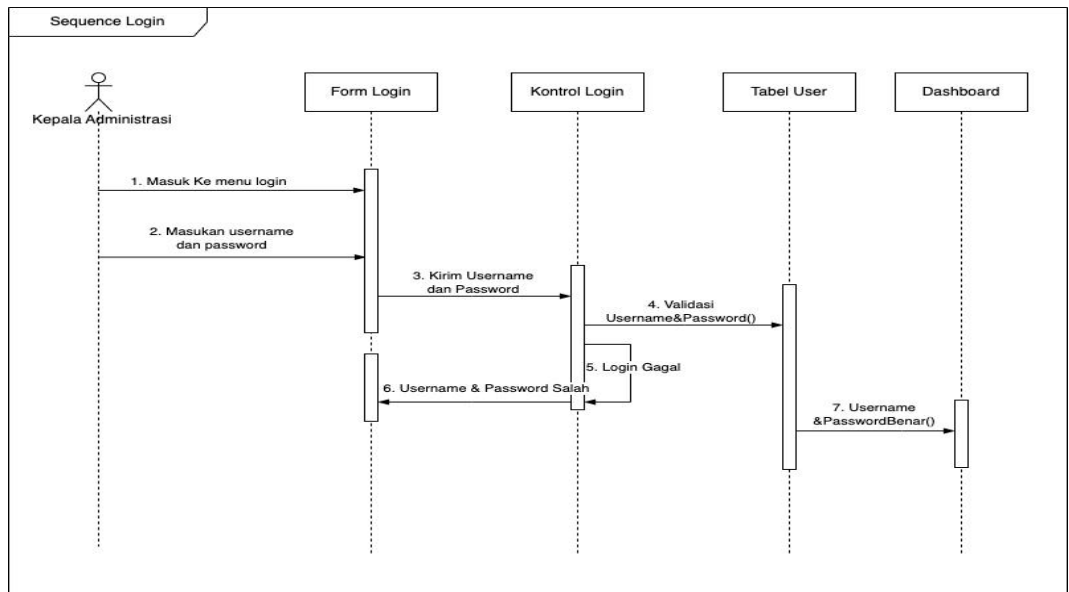 Sequence Login
Kepala Administrasi
Form Login
Kontrol Login
Tabel User
Dashboard
1. Masuk Ke menu login
2. Masukan username
dan password
3. Kirim Username
dan Password
4. Validasi
Username&Password()
5. Login Gagal
6. Username & Password Salah
7. Username
&PasswordBenar()